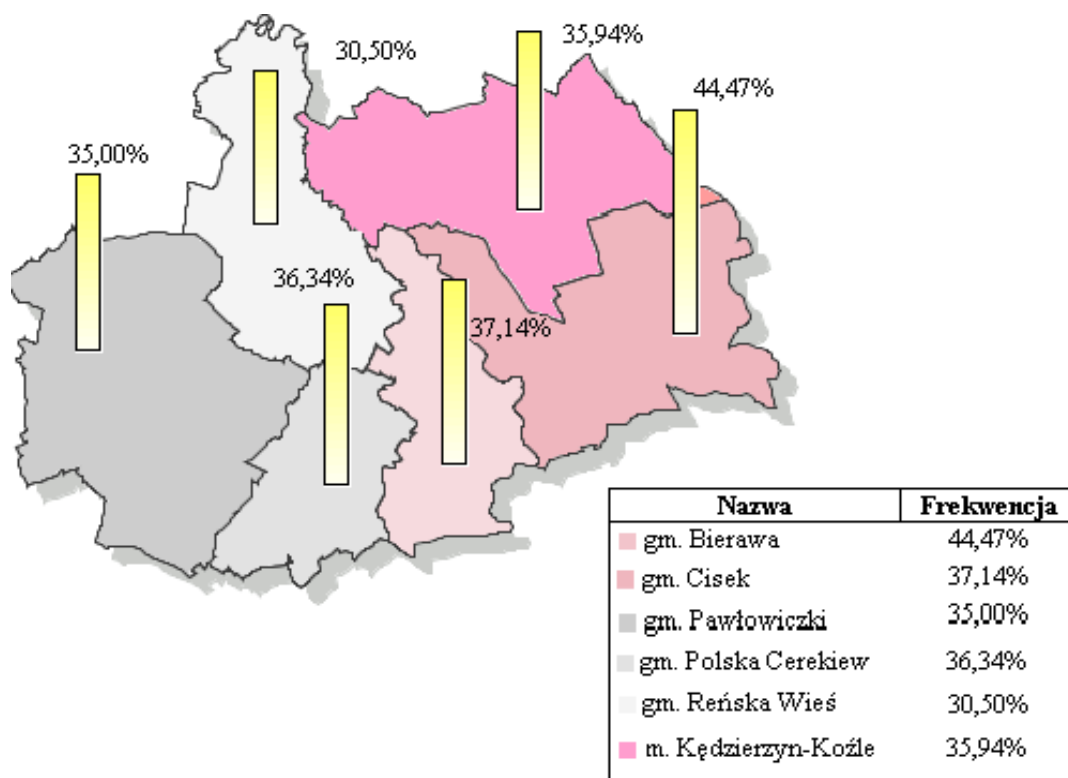 35,94%
30,50%
44,47%
35,00%
36,34%
37,14%
Nazwa Frekwencja
gm. Bierawa 44,47%
gm. Cisek 37,14%
gm. Pawłowiczki 35,00%
gm. Polska Cerekiew 36,34%
gm. Reńska Wieś 30,50%
m. Kędzierzyn-Koźle 35,94%